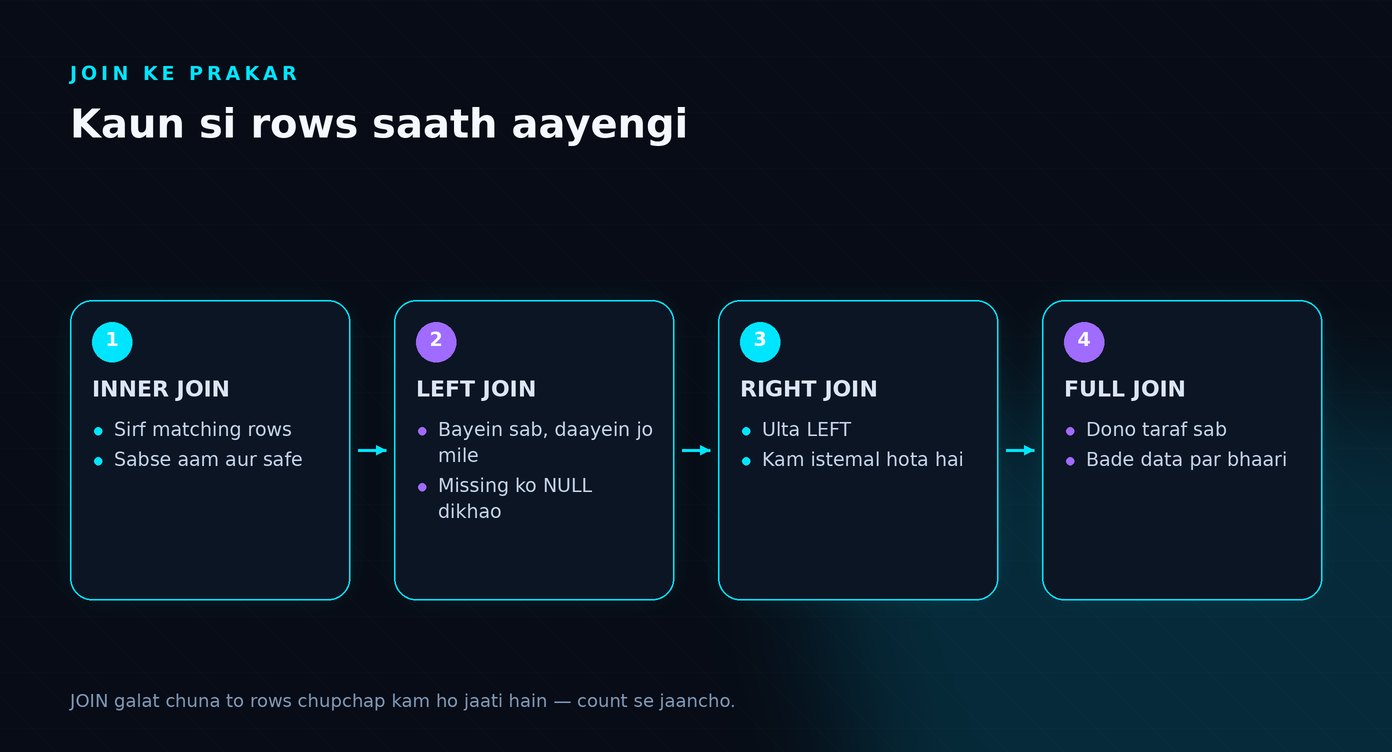 JOIN KE PRAKAR
Kaun si rows saath aayengi
1
INNER JOIN
Sirf matching rows
Sabse aam aur safe
2
LEFT JOIN
Bayein sab, daayein jo
mile
Missing ko NULL
dikhao
3
RIGHT JOIN
Ulta LEFT
Kam istemal hota hai
4
FULL JOIN
Dono taraf sab
Bade data par bhaari
JOIN galat chuna to rows chupchap kam ho jaati hain — count se jaancho.